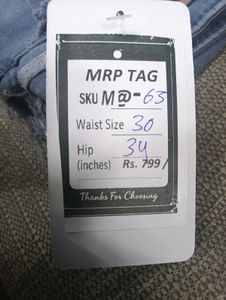 MRP TAG
SKU M@-63
Waist Size 30
Hip 34
(inches) Rs. 799/
Thanks For Choosing